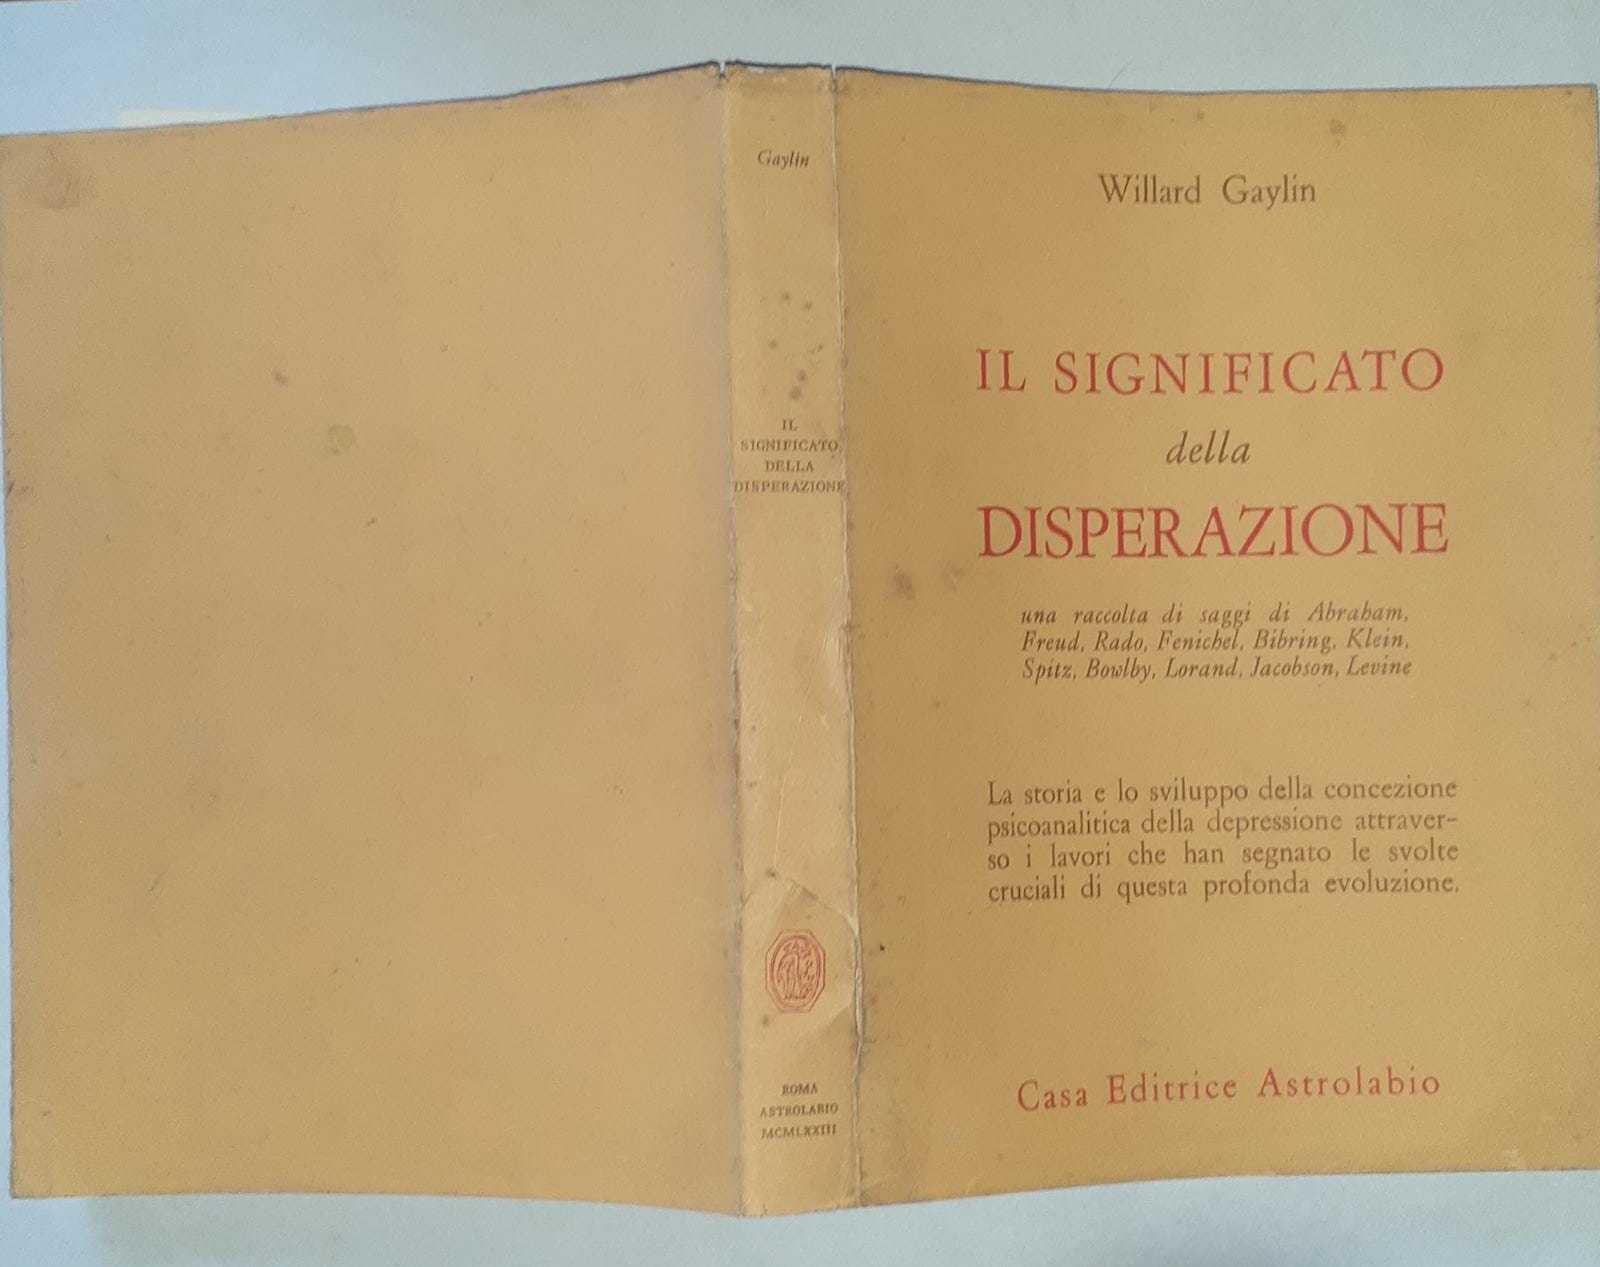 Gaylin
IL
SIGNIFICATO
DELLA
DISPERAZIONE
ROMA
ASTROLABIO
MCMLXXIII
Willard Gaylin
IL SIGNIFICATO
della
DISPERAZIONE
una raccolta di saggi di Abraham,
Freud, Rado, Fenichel, Bibring, Klein,
Spitz, Bowlby, Lorand, Jacobson, Levine
La storia e lo sviluppo della concezione
psicoanalitica della depressione attraver-
so i lavori che han segnato le svolte
cruciali di questa profonda evoluzione.
Casa Editrice Astrolabio